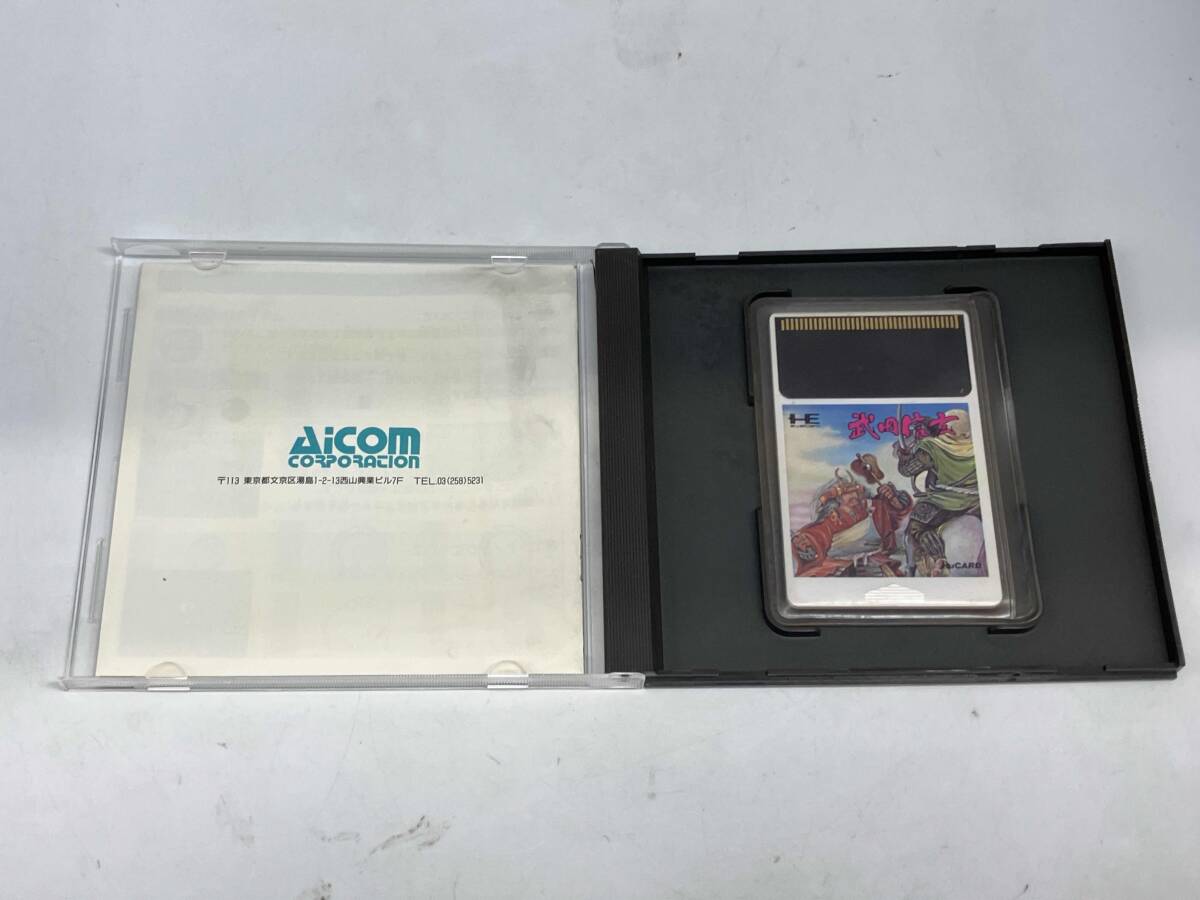 AiCOM
CORPORATION
〒113 東京都文京区湯島1-2-13西山興業ビル7F TEL.03(258)5231
HE
武田信玄
HuCARD